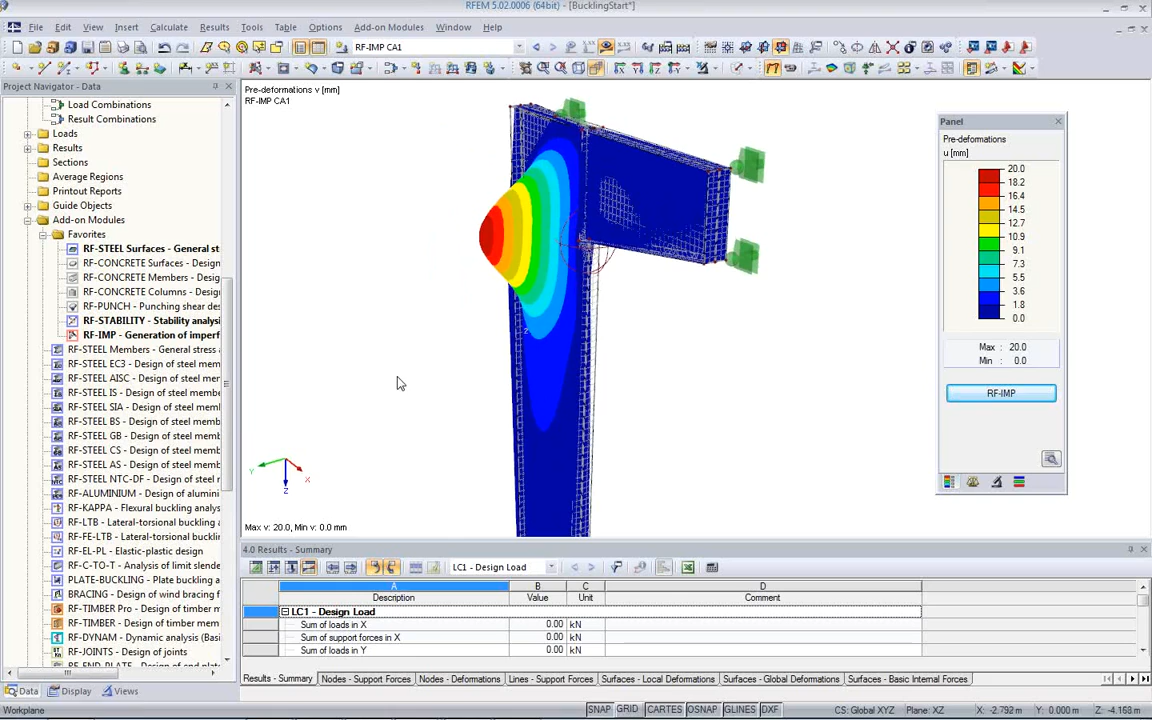 RFEM 5.02.0006 (64bit) - [BucklingStart*]
File Edit View Insert Calculate Results Tools Table Options Add-on Modules Window Help
RF-IMP CA1
Project Navigator - Data
Load Combinations
Result Combinations
Loads
Results
Sections
Average Regions
Printout Reports
Guide Objects
Add-on Modules
Favorites
RF-STEEL Surfaces - General st
RF-CONCRETE Surfaces - Desig
RF-CONCRETE Members - Desig
RF-CONCRETE Columns - Desig
RF-PUNCH - Punching shear de
RF-STABILITY - Stability analysi
RF-IMP - Generation of imperf
RF-STEEL Members - General stress a
RF-STEEL EC3 - Design of steel mem
RF-STEEL AISC - Design of steel mem
RF-STEEL IS - Design of steel membe
RF-STEEL SIA - Design of steel mem
RF-STEEL BS - Design of steel memb
RF-STEEL GB - Design of steel memb
RF-STEEL CS - Design of steel memb
RF-STEEL AS - Design of steel memb
RF-STEEL NTC-DF - Design of steel m
RF-ALUMINIUM - Design of alumini
RF-KAPPA - Flexural buckling analys
RF-LTB - Lateral-torsional buckling a
RF-FE-LTB - Lateral-torsional bucklin
RF-EL-PL - Elastic-plastic design
RF-C-TO-T - Analysis of limit slende
PLATE-BUCKLING - Plate buckling a
BRACING - Design of wind bracing f
RF-TIMBER Pro - Design of timber m
RF-TIMBER - Design of timber memb
RF-DYNAM - Dynamic analysis (Basi
RF-JOINTS - Design of joints
RF-END-PLATE - Design of end plat
Data Display Views
Pre-deformations v [mm]
RF-IMP CA1
Z
Y
X
Z
Max v: 20.0, Min v: 0.0 mm
Panel
Pre-deformations
u [mm]
20.0
18.2
16.4
14.5
12.7
10.9
9.1
7.3
5.5
3.6
1.8
0.0
Max : 20.0
Min : 0.0
RF-IMP
4.0 Results - Summary
LC1 - Design Load
A B C D
Description Value Unit Comment
LC1 - Design Load
Sum of loads in X 0.00 kN
Sum of support forces in X 0.00 kN
Sum of loads in Y 0.00 kN
Results - Summary Nodes - Support Forces Nodes - Deformations Lines - Support Forces Surfaces - Local Deformations Surfaces - Global Deformations Surfaces - Basic Internal Forces
Workplane SNAP GRID CARTES OSNAP GLINES DXF CS: Global XYZ Plane: XZ X: -2.792 m Y: 0.000 m Z: -4.158 m